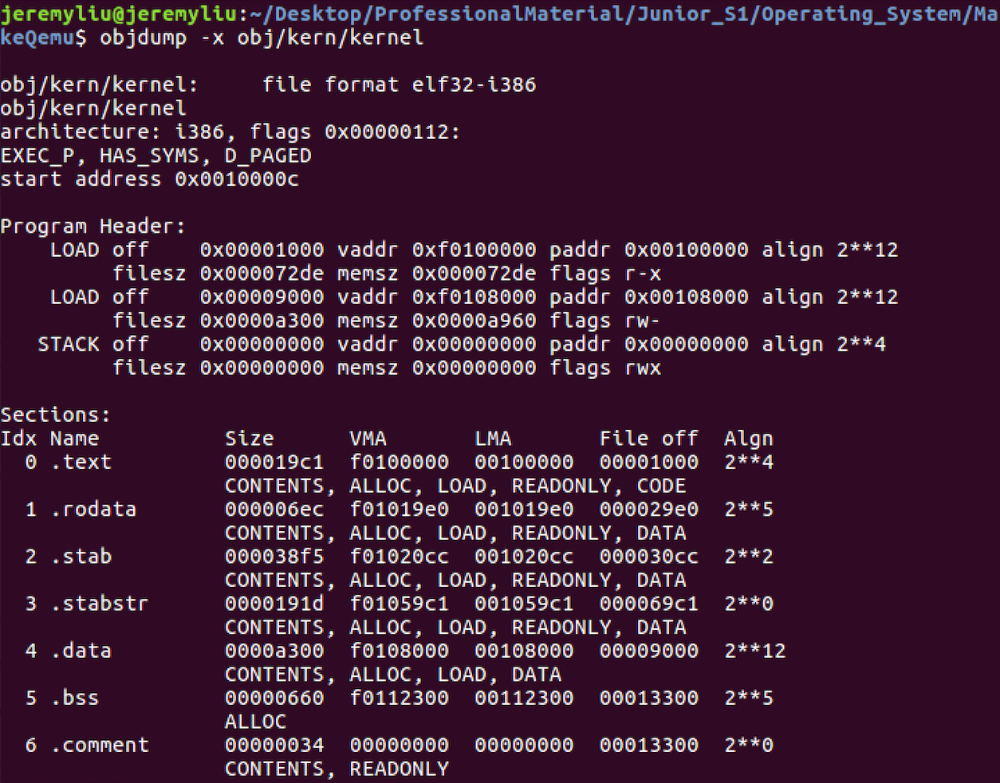 jeremyliu@jeremyliu:~/Desktop/ProfessionalMaterial/Junior_S1/Operating_System/Ma
keQemu$ objdump -x obj/kern/kernel
obj/kern/kernel:     file format elf32-i386
obj/kern/kernel
architecture: i386, flags 0x00000112:
EXEC_P, HAS_SYMS, D_PAGED
start address 0x0010000c
Program Header:
    LOAD off    0x00001000 vaddr 0xf0100000 paddr 0x00100000 align 2**12
         filesz 0x000072de memsz 0x000072de flags r-x
    LOAD off    0x00009000 vaddr 0xf0108000 paddr 0x00108000 align 2**12
         filesz 0x0000a300 memsz 0x0000a960 flags rw-
   STACK off    0x00000000 vaddr 0x00000000 paddr 0x00000000 align 2**4
         filesz 0x00000000 memsz 0x00000000 flags rwx
Sections:
Idx Name          Size      VMA       LMA       File off  Algn
  0 .text         000019c1  f0100000  00100000  00001000  2**4
                  CONTENTS, ALLOC, LOAD, READONLY, CODE
  1 .rodata       000006ec  f01019e0  001019e0  000029e0  2**5
                  CONTENTS, ALLOC, LOAD, READONLY, DATA
  2 .stab         000038f5  f01020cc  001020cc  000030cc  2**2
                  CONTENTS, ALLOC, LOAD, READONLY, DATA
  3 .stabstr      0000191d  f01059c1  001059c1  000069c1  2**0
                  CONTENTS, ALLOC, LOAD, READONLY, DATA
  4 .data         0000a300  f0108000  00108000  00009000  2**12
                  CONTENTS, ALLOC, LOAD, DATA
  5 .bss          00000660  f0112300  00112300  00013300  2**5
                  ALLOC
  6 .comment      00000034  00000000  00000000  00013300  2**0
                  CONTENTS, READONLY